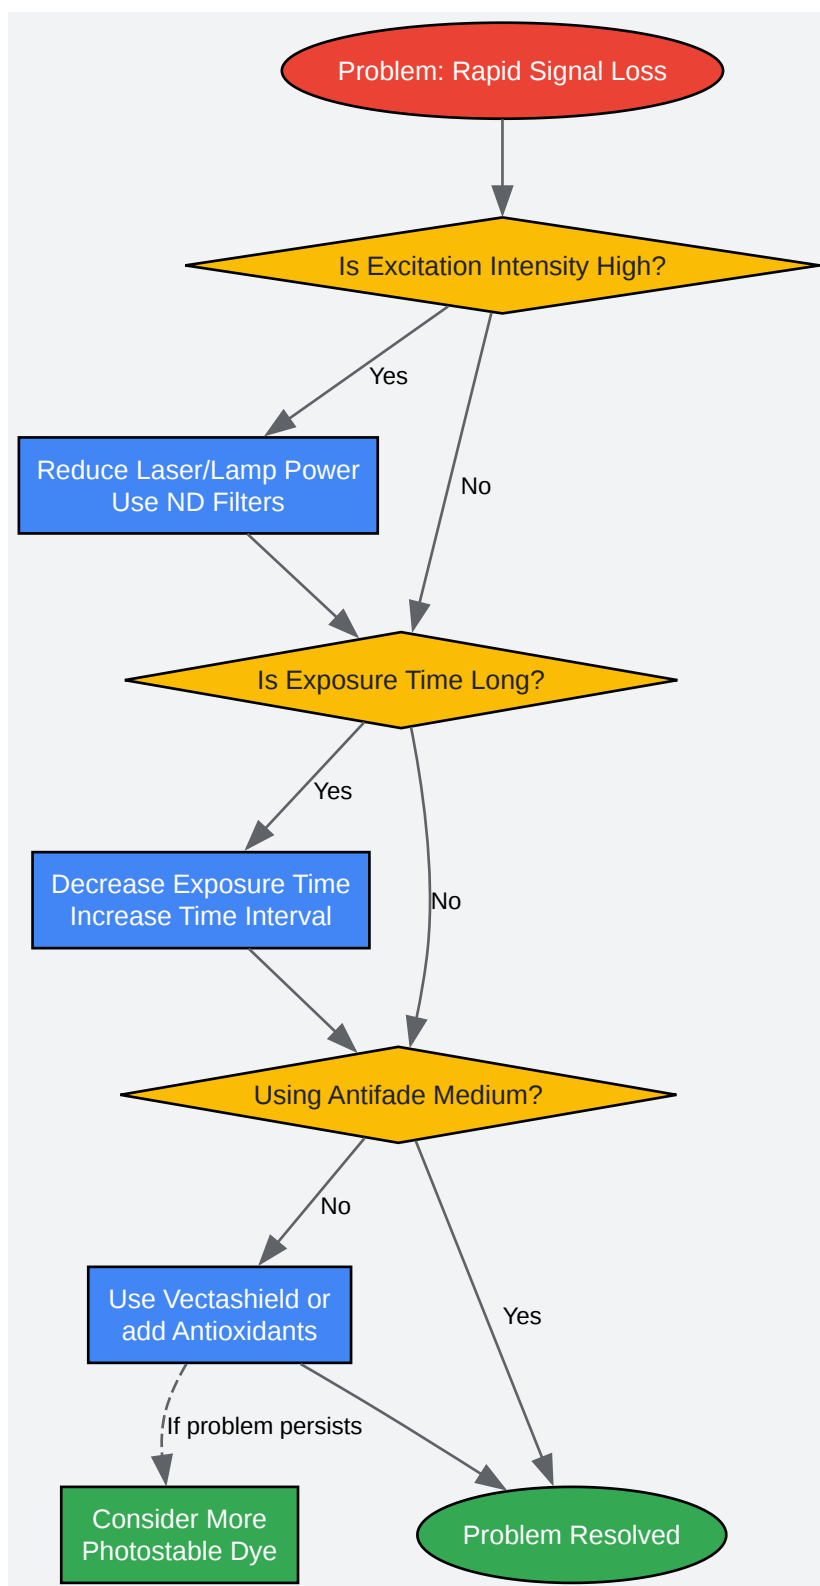 Problem: Rapid Signal Loss
Is Excitation Intensity High?
Yes
Reduce Laser/Lamp Power
Use ND Filters
No
Is Exposure Time Long?
Yes
Decrease Exposure Time
Increase Time Interval
No
Using Antifade Medium?
No
Use Vectashield or
add Antioxidants
Yes
If problem persists
Consider More
Photostable Dye
Problem Resolved